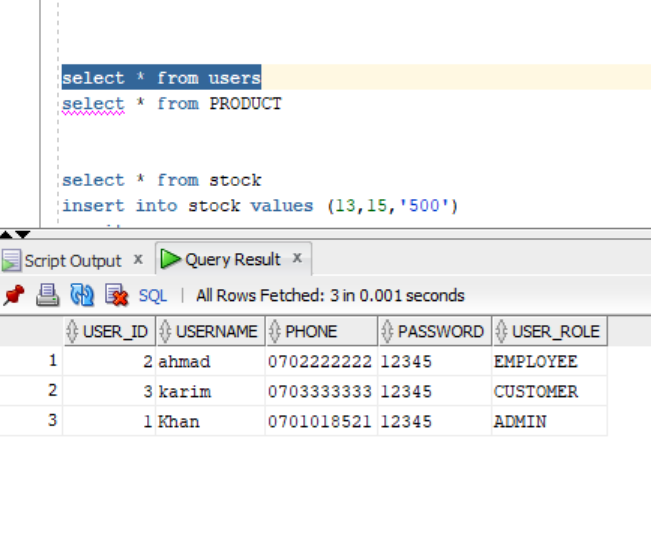 select * from users
select * from PRODUCT
select * from stock
insert into stock values (13,15,'500')
Script Output x Query Result x
SQL | All Rows Fetched: 3 in 0.001 seconds
USER_ID USERNAME PHONE PASSWORD USER_ROLE
1 2 ahmad 0702222222 12345 EMPLOYEE
2 3 karim 0703333333 12345 CUSTOMER
3 1 Khan 0701018521 12345 ADMIN